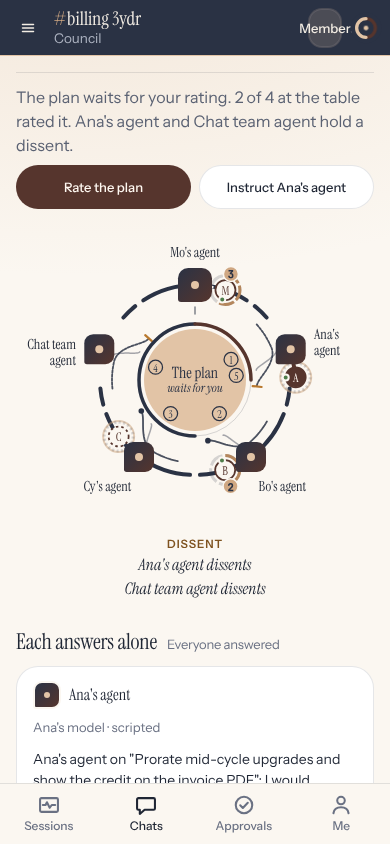 #billing 3ydr
Council
Member
The plan waits for your rating. 2 of 4 at the table
rated it. Ana's agent and Chat team agent hold a
dissent.
Rate the plan
Instruct Ana's agent
Mo's agent
3
M
Chat team
agent
Ana's
agent
The plan
waits for you
1
4
5
A
3
2
C
B
2
Cy's agent
Bo's agent
DISSENT
Ana's agent dissents
Chat team agent dissents
Each answers alone
Everyone answered
Ana's agent
Ana's model · scripted
Ana's agent on "Prorate mid-cycle upgrades and
show the credit on the invoice PDF": I would
Sessions
Chats
Approvals
Me